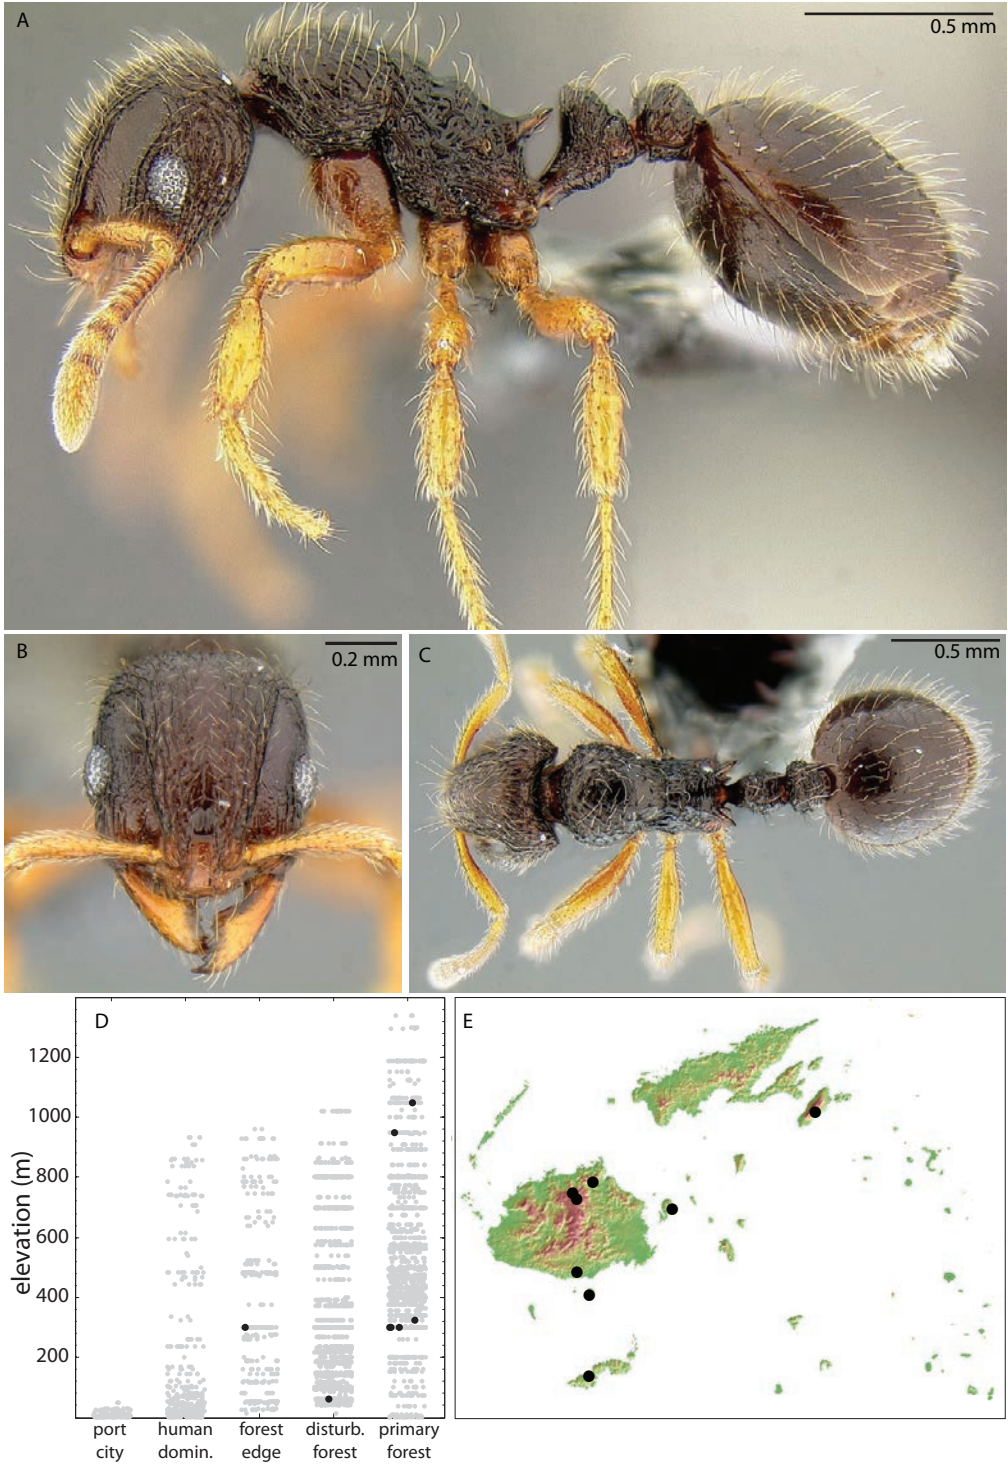 A
0.5 mm
B
0.2 mm
C
0.5 mm
D
E
1200
1000
800
600
400
200
elevation (m)
port
city
human
domin.
forest
edge
disturb.
forest
primary
forest